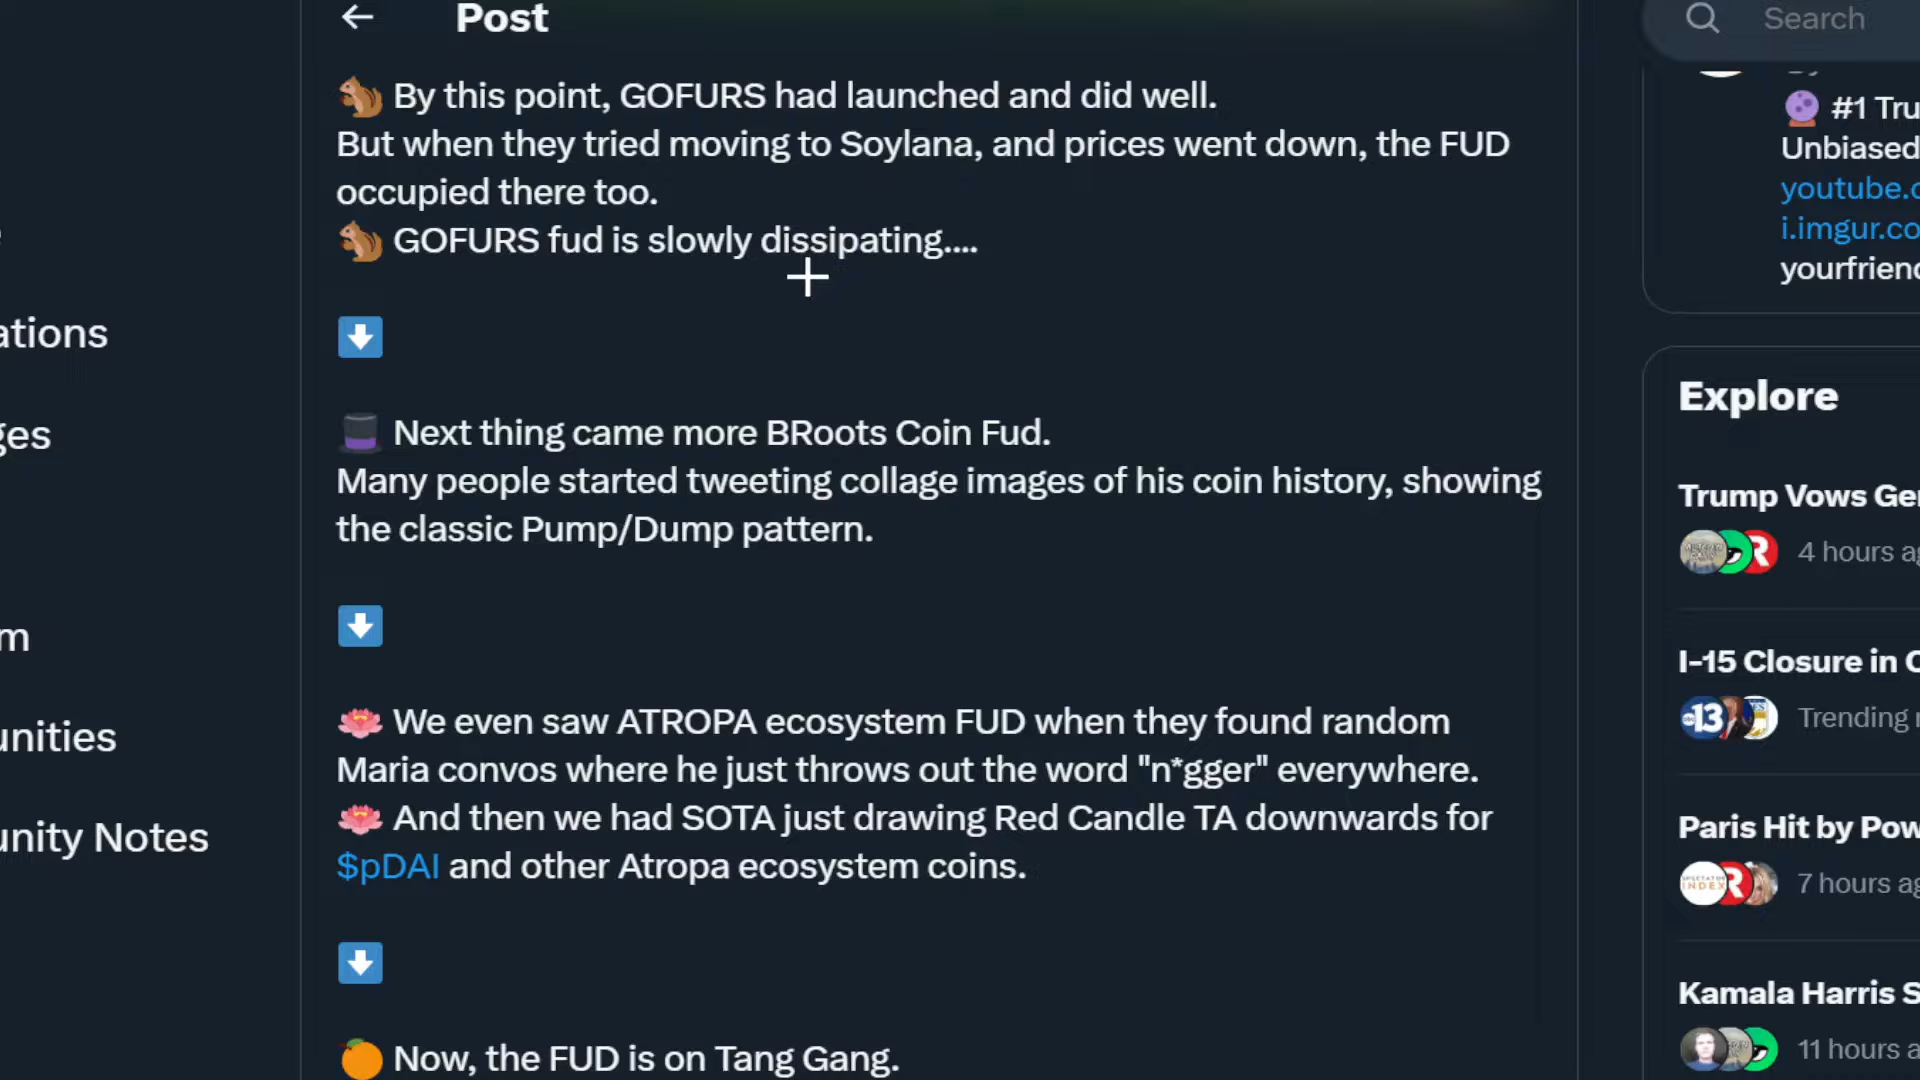 Post
Search
By this point, GOFURS had launched and did well.
But when they tried moving to Soylana, and prices went down, the FUD
occupied there too.
GOFURS fud is slowly dissipating....
Next thing came more BRoots Coin Fud.
Many people started tweeting collage images of his coin history, showing
the classic Pump/Dump pattern.
We even saw ATROPA ecosystem FUD when they found random
Maria convos where he just throws out the word "n*gger" everywhere.
And then we had SOTA just drawing Red Candle TA downwards for
$pDAI and other Atropa ecosystem coins.
Now, the FUD is on Tang Gang.
ations
ges
m
unities
unity Notes
#1 Tru
Unbiased
youtube.c
i.imgur.co
yourfrienc
Explore
Trump Vows Ger
4 hours ag
I-15 Closure in C
Trending
Paris Hit by Pow
7 hours ag
Kamala Harris S
11 hours a